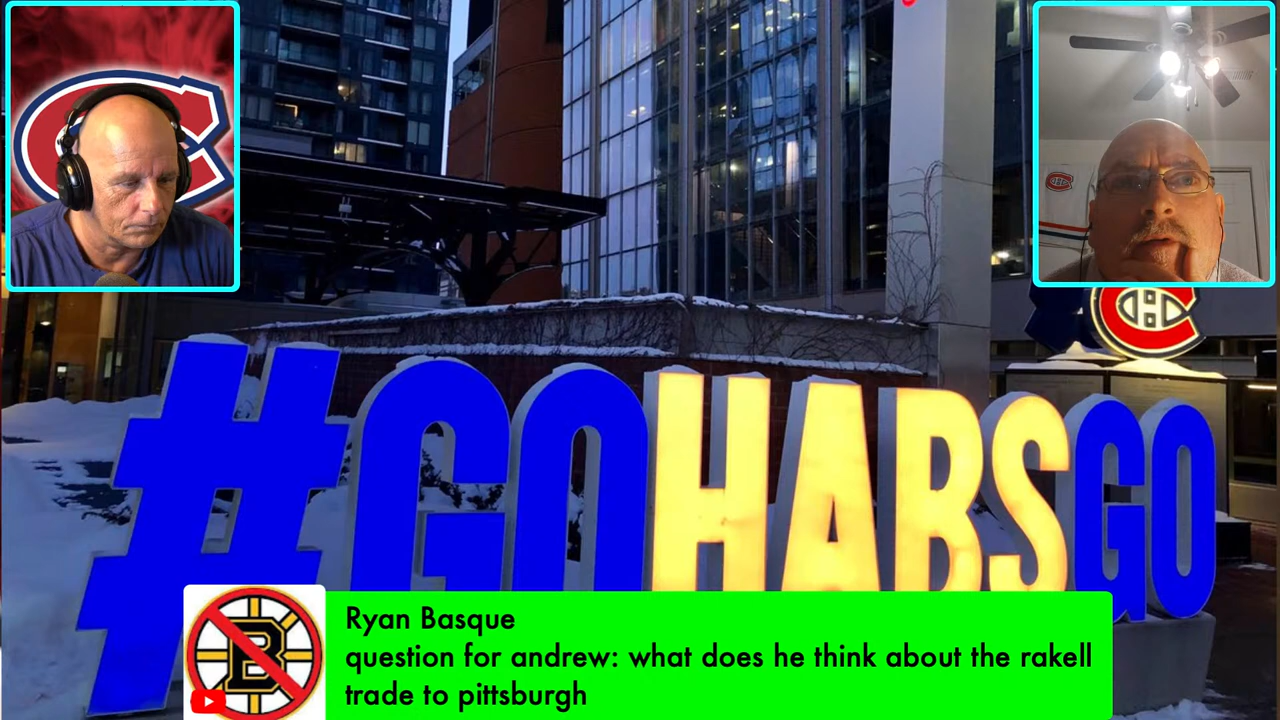 #GOHABSGO
Ryan Basque
question for andrew: what does he think about the rakell
trade to pittsburgh